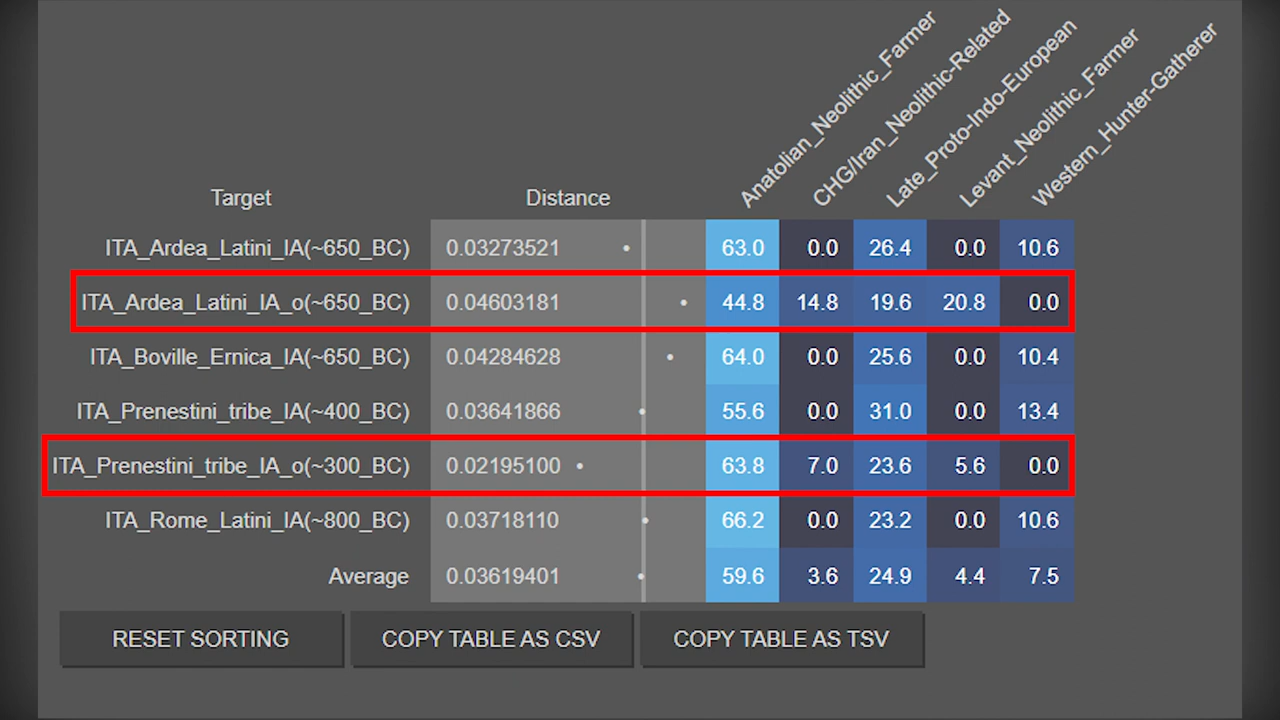 Anatolian_Neolithic_Farmer
CHG/Iran_Neolithic-Related
Late_Proto-Indo-European
Levant_Neolithic_Farmer
Western_Hunter-Gatherer
Target Distance
ITA_Ardea_Latini_IA(~650_BC) 0.03273521 63.0 0.0 26.4 0.0 10.6
ITA_Ardea_Latini_IA_o(~650_BC) 0.04603181 44.8 14.8 19.6 20.8 0.0
ITA_Boville_Ernica_IA(~650_BC) 0.04284628 64.0 0.0 25.6 0.0 10.4
ITA_Prenestini_tribe_IA(~400_BC) 0.03641866 55.6 0.0 31.0 0.0 13.4
ITA_Prenestini_tribe_IA_o(~300_BC) 0.02195100 63.8 7.0 23.6 5.6 0.0
ITA_Rome_Latini_IA(~800_BC) 0.03718110 66.2 0.0 23.2 0.0 10.6
Average 0.03619401 59.6 3.6 24.9 4.4 7.5
RESET SORTING COPY TABLE AS CSV COPY TABLE AS TSV